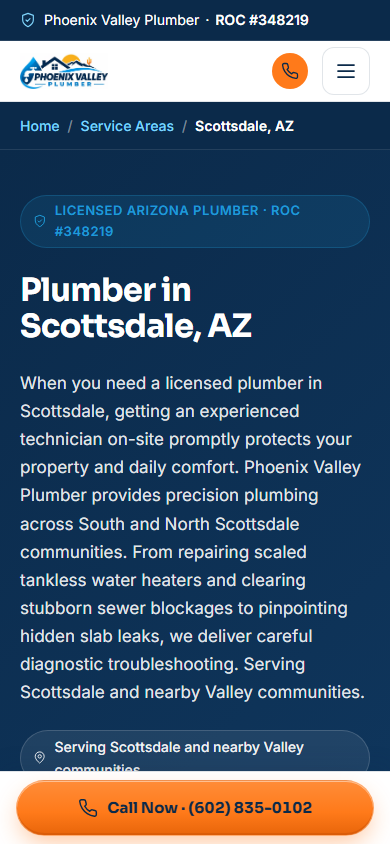 Phoenix Valley Plumber · ROC #348219
PHOENIX VALLEY
PLUMBER
Home / Service Areas / Scottsdale, AZ
LICENSED ARIZONA PLUMBER · ROC
#348219
Plumber in
Scottsdale, AZ
When you need a licensed plumber in
Scottsdale, getting an experienced
technician on-site promptly protects your
property and daily comfort. Phoenix Valley
Plumber provides precision plumbing
across South and North Scottsdale
communities. From repairing scaled
tankless water heaters and clearing
stubborn sewer blockages to pinpointing
hidden slab leaks, we deliver careful
diagnostic troubleshooting. Serving
Scottsdale and nearby Valley communities.
Serving Scottsdale and nearby Valley
communities
Call Now · (602) 835-0102